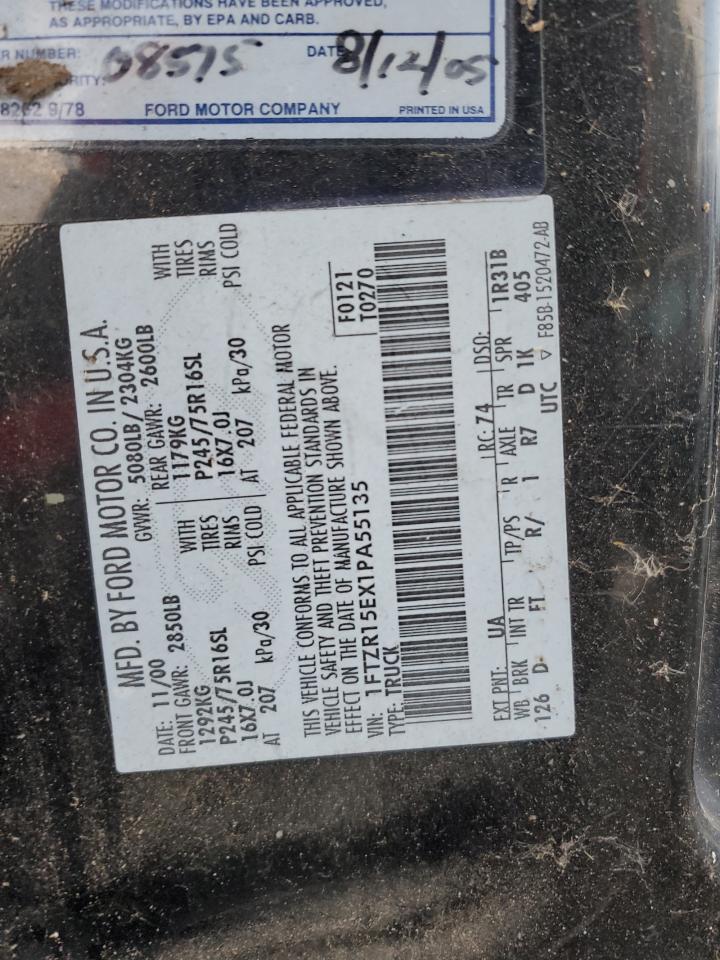 THESE MODIFICATIONS HAVE BEEN APPROVED,
AS APPROPRIATE, BY EPA AND CARB.
R NUMBER: 08515 DATE 8/12/05
ORITY:
8262 9/78 FORD MOTOR COMPANY PRINTED IN USA
MFD. BY FORD MOTOR CO. IN U.S.A.
DATE: 11/00 GVWR: 5080LB/ 2304KG
FRONT GAWR: 2850LB REAR GAWR: 2600LB
1292KG WITH 1179KG WITH
P245/75R16SL TIRES P245/75R16SL TIRES
16X7.0J RIMS 16X7.0J RIMS
AT 207 kPa/30 PSI COLD AT 207 kPa/30 PSI COLD
THIS VEHICLE CONFORMS TO ALL APPLICABLE FEDERAL MOTOR
VEHICLE SAFETY AND THEFT PREVENTION STANDARDS IN
EFFECT ON THE DATE OF MANUFACTURE SHOWN ABOVE.
VIN: 1FTZR15EX1PA55135 F0121
TYPE: TRUCK T0270
EXT PNT: UA RC: 74 DSO:
WB BRK INT TR TP/PS R AXLE TR SPR 1R31B
126 D FT R/ 1 R7 D 1K 405
UTC ▽ F85B-1520472-AB